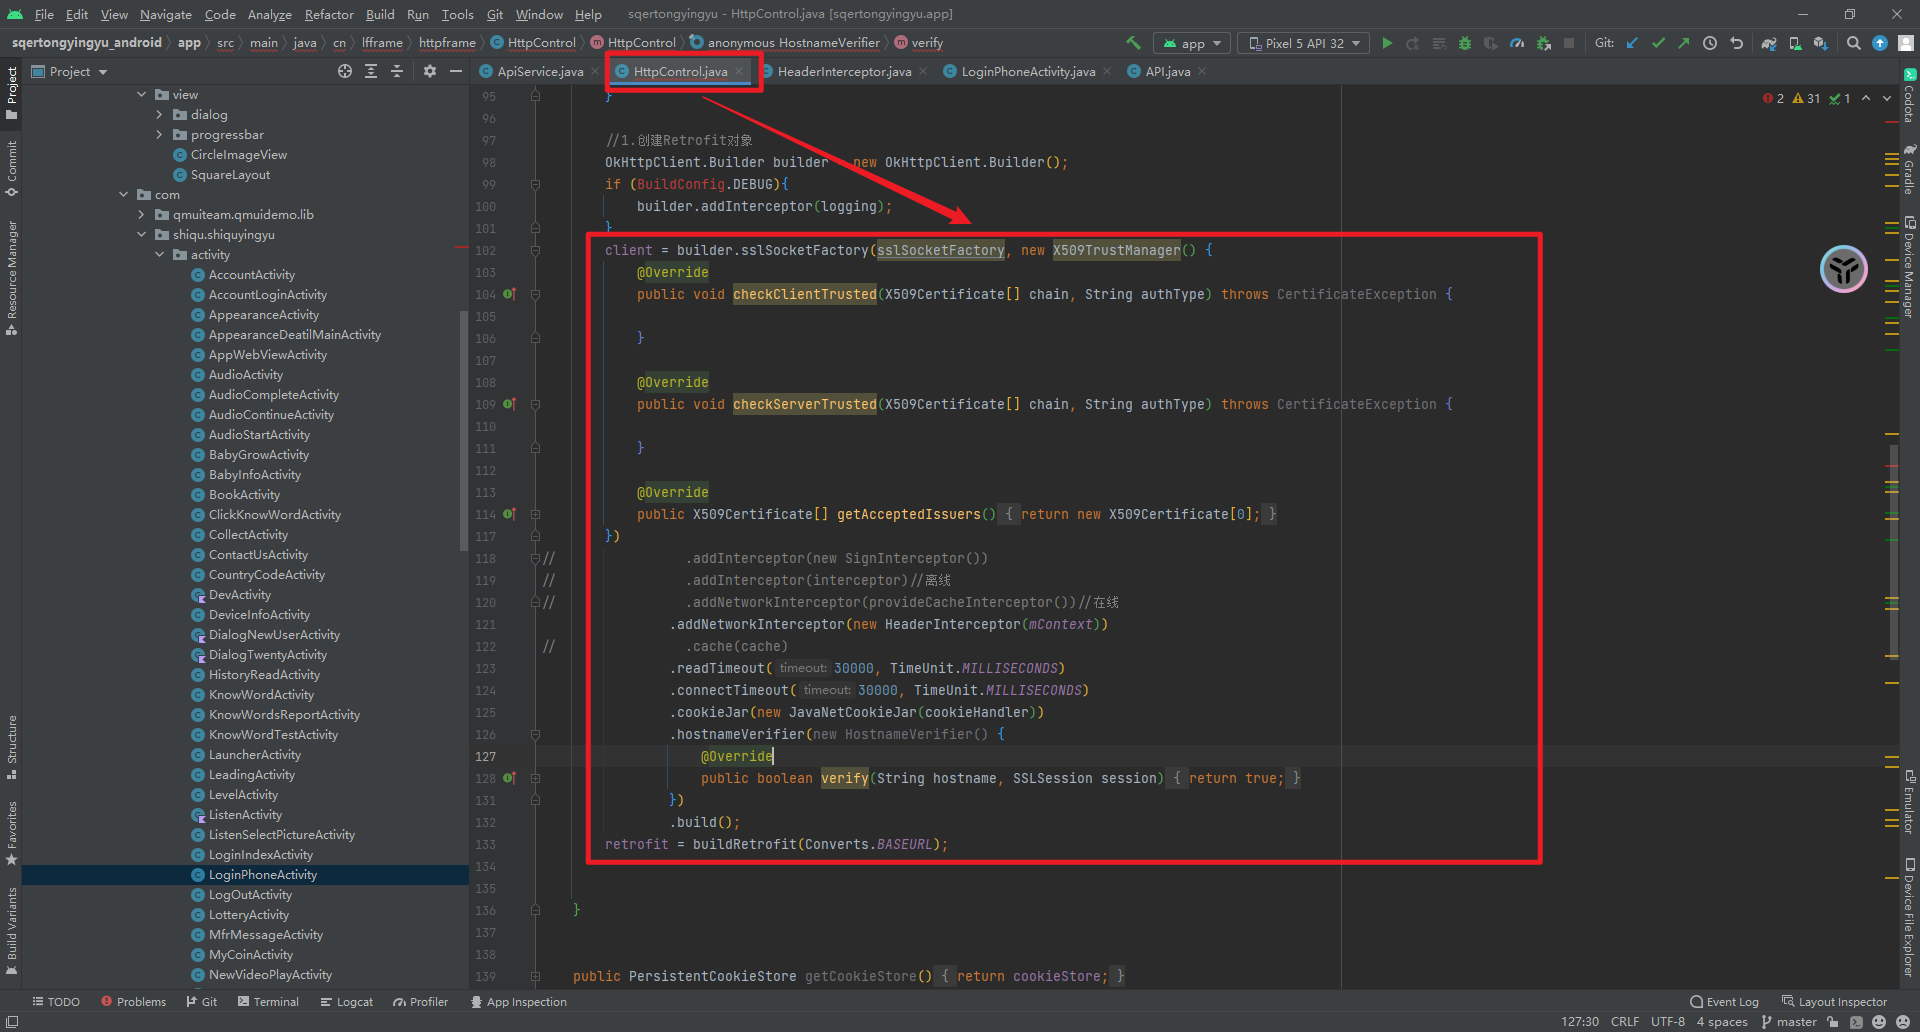 File Edit View Navigate Code Analyze Refactor Build Run Tools Git Window Help sqertongyingyu - HttpControl.java [sqertongyingyu.app]
sqertongyingyu_android app src main java cn lfframe httpframe HttpControl HttpControl anonymous HostnameVerifier verify app Pixel 5 API 32 Git:
Project
ApiService.java HttpControl.java HeaderInterceptor.java LoginPhoneActivity.java API.java
view
dialog
progressbar
CircleImageView
SquareLayout
com
qmuiteam.qmuidemo.lib
shiqu.shiquyingyu
activity
AccountActivity
AccountLoginActivity
AppearanceActivity
AppearanceDeatilMainActivity
AppWebViewActivity
AudioActivity
AudioCompleteActivity
AudioContinueActivity
AudioStartActivity
BabyGrowActivity
BabyInfoActivity
BookActivity
ClickKnowWordActivity
CollectActivity
ContactUsActivity
CountryCodeActivity
DevActivity
DeviceInfoActivity
DialogNewUserActivity
DialogTwentyActivity
HistoryReadActivity
KnowWordActivity
KnowWordsReportActivity
KnowWordTestActivity
LauncherActivity
LeadingActivity
LevelActivity
ListenActivity
ListenSelectPictureActivity
LoginIndexActivity
LoginPhoneActivity
LogOutActivity
LotteryActivity
MfrMessageActivity
MyCoinActivity
NewVideoPlayActivity
Project
Commit
Resource Manager
Structure
Favorites
Build Variants
2 31 1
95 }
96
97 //1.创建Retrofit对象
98 OkHttpClient.Builder builder new OkHttpClient.Builder();
99 if (BuildConfig.DEBUG){
100 builder.addInterceptor(logging);
101 }
102 client = builder.sslSocketFactory(sslSocketFactory, new X509TrustManager() {
103 @Override
104 public void checkClientTrusted(X509Certificate[] chain, String authType) throws CertificateException {
105
106 }
107
108 @Override
109 public void checkServerTrusted(X509Certificate[] chain, String authType) throws CertificateException {
110
111 }
112
113 @Override
114 public X509Certificate[] getAcceptedIssuers() { return new X509Certificate[0]; }
117 })
118 // .addInterceptor(new SignInterceptor())
119 // .addInterceptor(interceptor)//离线
120 // .addNetworkInterceptor(provideCacheInterceptor())//在线
121 .addNetworkInterceptor(new HeaderInterceptor(mContext))
122 // .cache(cache)
123 .readTimeout( timeout: 30000, TimeUnit.MILLISECONDS)
124 .connectTimeout( timeout: 30000, TimeUnit.MILLISECONDS)
125 .cookieJar(new JavaNetCookieJar(cookieHandler))
126 .hostnameVerifier(new HostnameVerifier() {
127 @Override
128 public boolean verify(String hostname, SSLSession session) { return true; }
131 })
132 .build();
133 retrofit = buildRetrofit(Converts.BASEURL);
134
135
136 }
137
138
139 public PersistentCookieStore getCookieStore() { return cookieStore; }
Codota
Gradle
Device Manager
Emulator
Device File Explorer
TODO Problems Git Terminal Logcat Profiler App Inspection Event Log Layout Inspector
127:30 CRLF UTF-8 4 spaces master